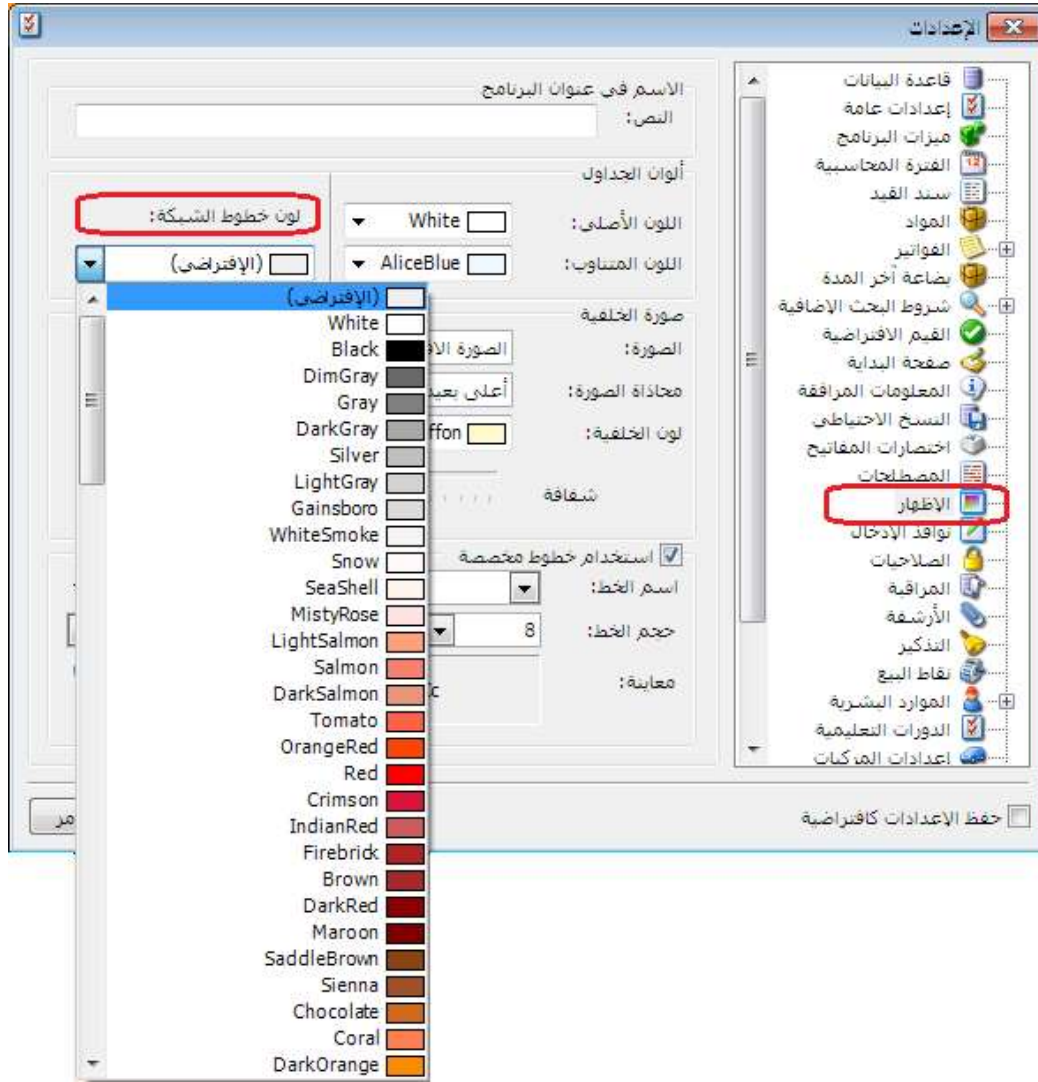 الإعدادات
قاعدة البيانات
إعدادات عامة
ميزات البرنامج
الفترة المحاسبية
سند القيد
المواد
الفواتير
بضاعة آخر المدة
شروط البحث الإضافية
القيم الافتراضية
صفحة البداية
المعلومات المرافقة
النسخ الاحتياطي
اختصارات المفاتيح
المصطلحات
الإظهار
نوافذ الإدخال
الصلاحيات
المراقبة
الأرشفة
التذكير
نقاط البيع
الموارد البشرية
الدورات التعليمية
إعدادات المركبات
الاسم في عنوان البرنامج
النص:
ألوان الجداول
اللون الأصلي: White
اللون المتناوب: AliceBlue
لون خطوط الشبكة:
(الإفتراضي)
(الإفتراضي)
White
Black
DimGray
Gray
DarkGray
Silver
LightGray
Gainsboro
WhiteSmoke
Snow
SeaShell
MistyRose
LightSalmon
Salmon
DarkSalmon
Tomato
OrangeRed
Red
Crimson
IndianRed
Firebrick
Brown
DarkRed
Maroon
SaddleBrown
Sienna
Chocolate
Coral
DarkOrange
صورة الخلفية
الصورة: الصورة
محاذاة الصورة: أعلى
لون الخلفية: ffon
شفافة
استخدام خطوط مخصصة
اسم الخط:
حجم الخط: 8
معاينة:
حفظ الإعدادات كافتراضية